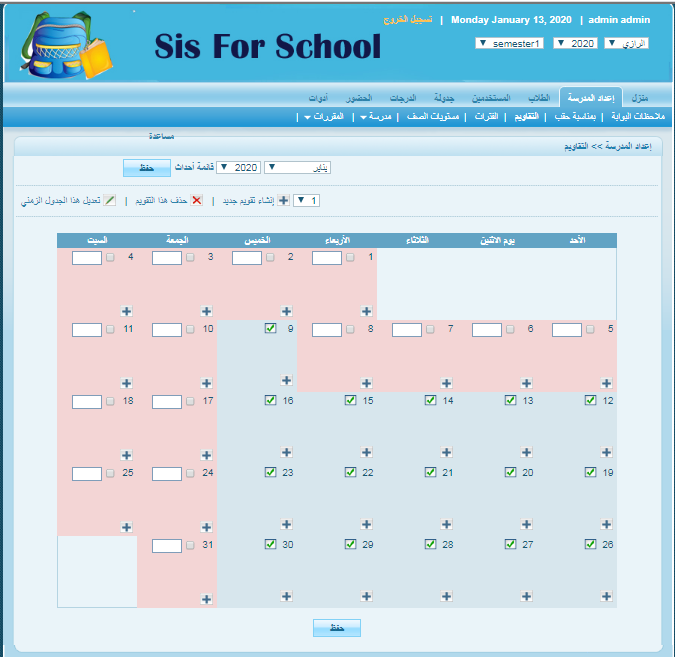 تسجيل الخروج | Monday January 13, 2020 | admin admin
Sis For School
الرازي 2020 semester1
منزل إعداد المدرسة الطلاب المستخدمين جدولة الدرجات الحضور أدوات
ملاحظات البوابة | بمناسبة حقب | التقاويم | الفترات | مستويات الصف | مدرسة | المقررات |
مساعدة
إعداد المدرسة >> التقاويم
يناير 2020 قائمة أحداث حفظ
1 إنشاء تقويم جديد | حذف هذا التقويم | تعديل هذا الجدول الزمني
الأحد يوم الاثنين الثلاثاء الأربعاء الخميس الجمعة السبت
1 2 3 4
5 6 7 8 9 10 11
12 13 14 15 16 17 18
19 20 21 22 23 24 25
26 27 28 29 30 31
حفظ